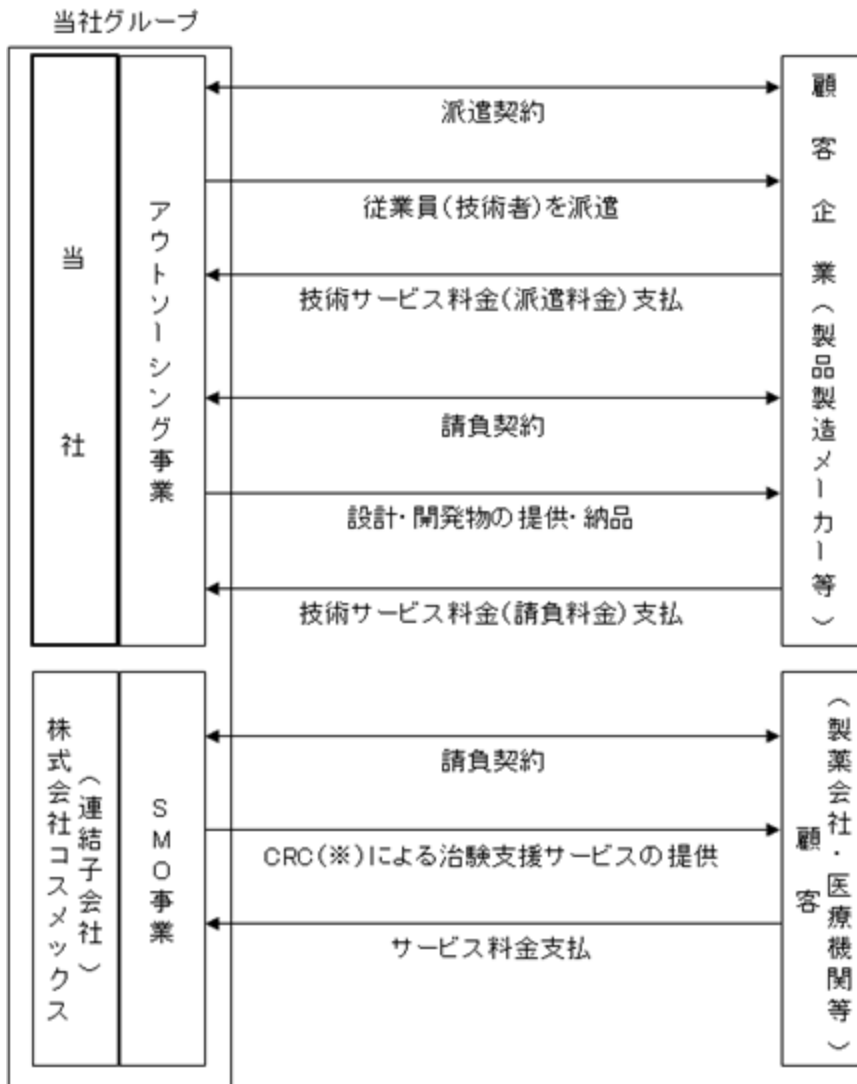 当社グループ
当社
アウトソーシング事業
派遣契約
従業員(技術者)を派遣
技術サービス料金(派遣料金)支払
請負契約
設計・開発物の提供・納品
技術サービス料金(請負料金)支払
顧客企業(製品製造メーカー等)
株式会社コスメックス
(連結子会社)
SMO事業
請負契約
CRC(※)による治験支援サービスの提供
サービス料金支払
(製薬会社・医療機関等)
顧客